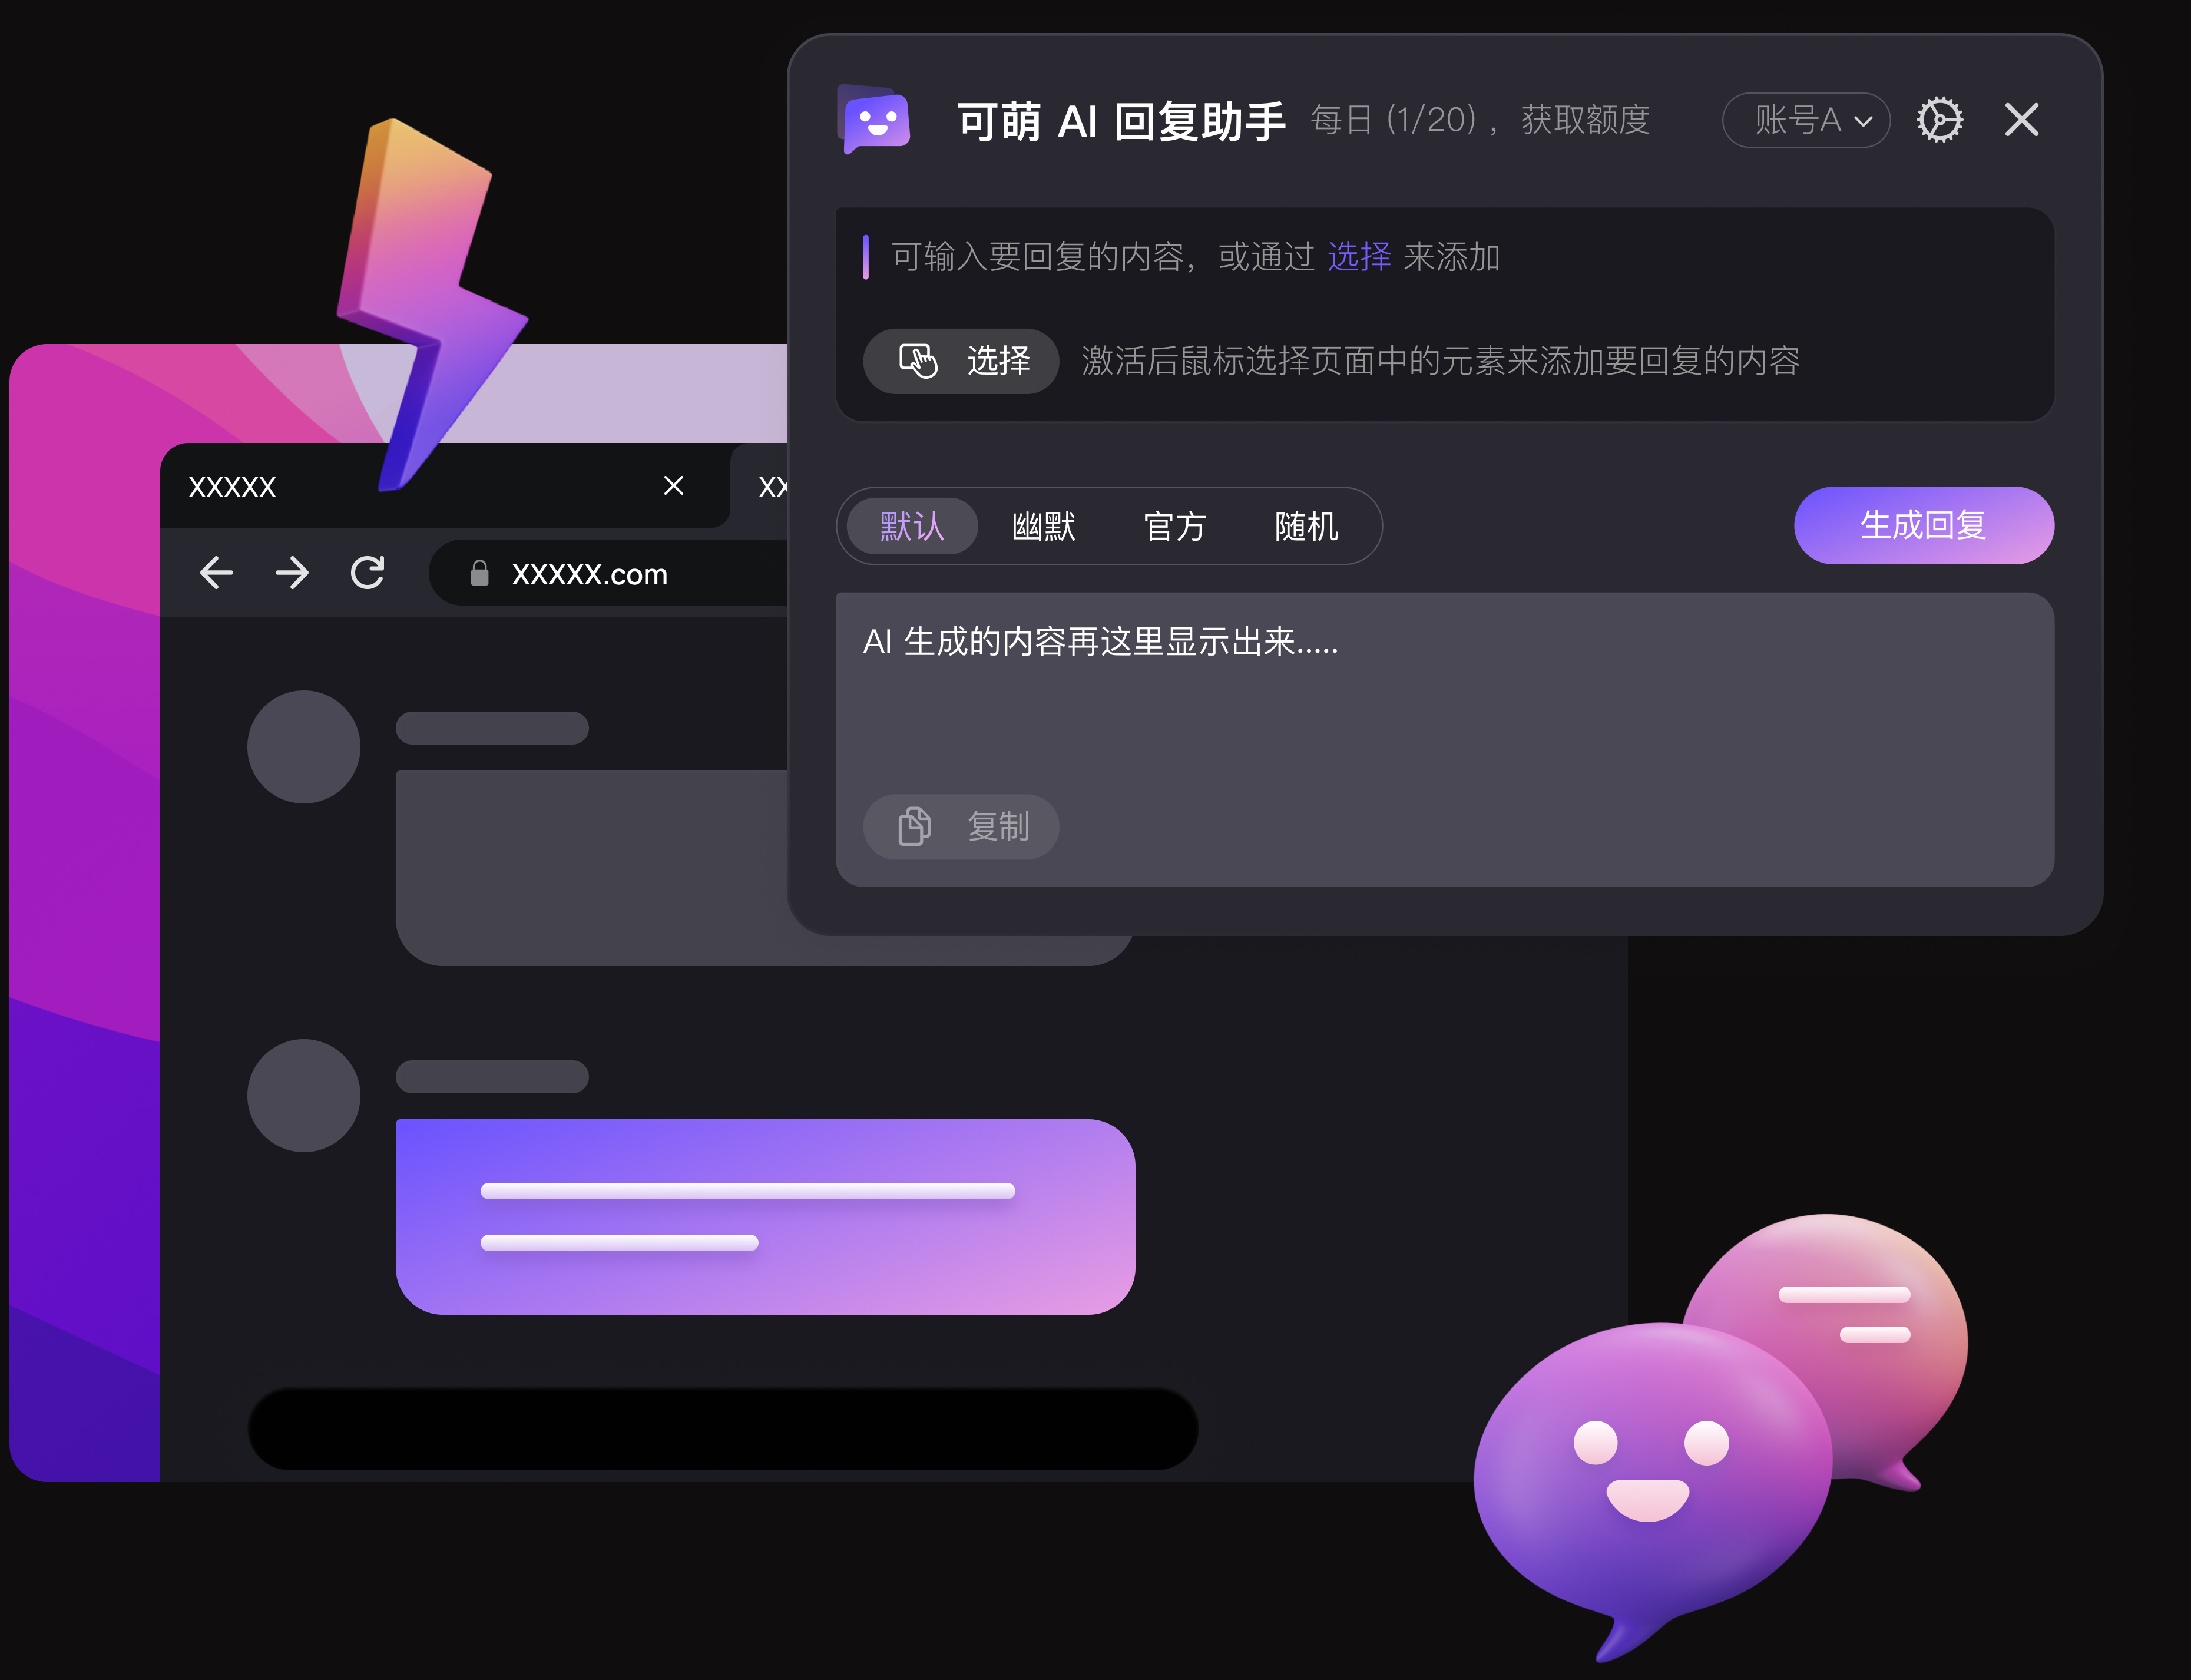 可萌 AI 回复助手 每日 (1/20) ，获取额度 账号A
可输入要回复的内容，或通过 选择 来添加
选择 激活后鼠标选择页面中的元素来添加要回复的内容
默认 幽默 官方 随机 生成回复
AI 生成的内容再这里显示出来.....
复制
XXXXX XX
XXXXX.com